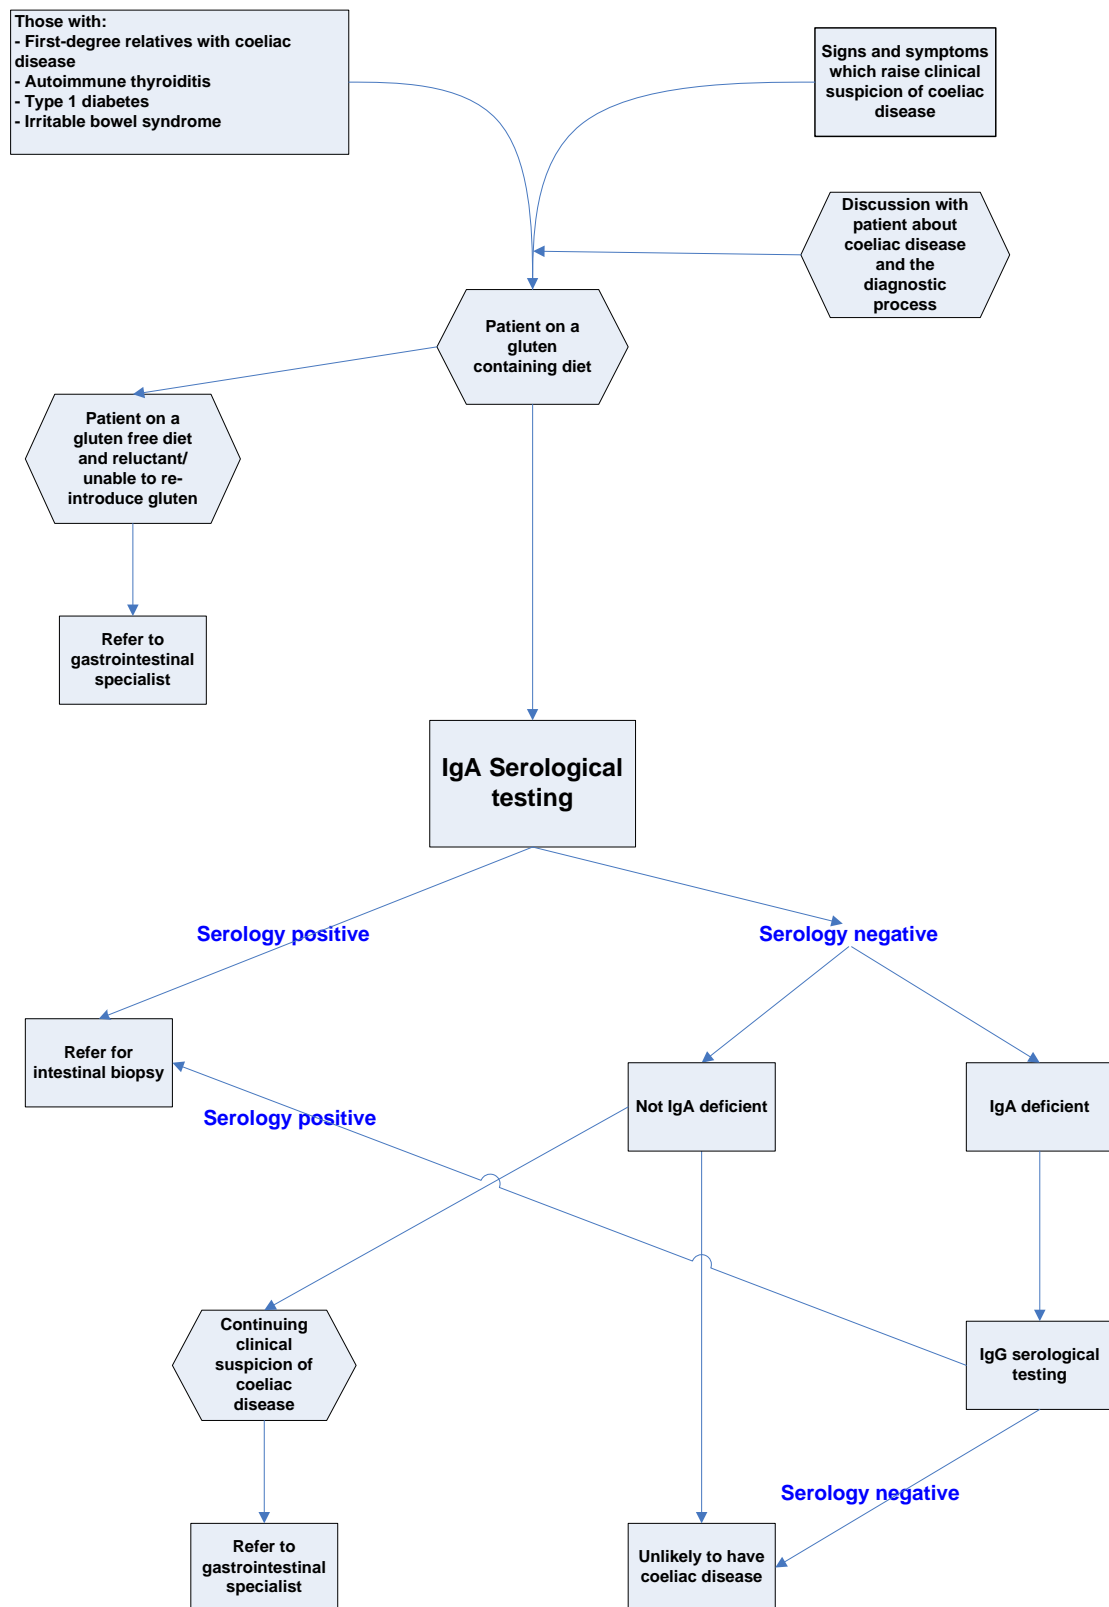 Those with:
- First-degree relatives with coeliac
disease
- Autoimmune thyroiditis
- Type 1 diabetes
- Irritable bowel syndrome
Signs and symptoms
which raise clinical
suspicion of coeliac
disease
Discussion with
patient about
coeliac disease
and the
diagnostic
process
Patient on a
gluten
containing diet
Patient on a
gluten free diet
and reluctant/
unable to re-
introduce gluten
Refer to
gastrointestinal
specialist
IgA Serological
testing
Serology positive
Serology negative
Refer for
intestinal biopsy
Not IgA deficient
IgA deficient
Serology positive
Continuing
clinical
suspicion of
coeliac
disease
IgG serological
testing
Serology negative
Refer to
gastrointestinal
specialist
Unlikely to have
coeliac disease